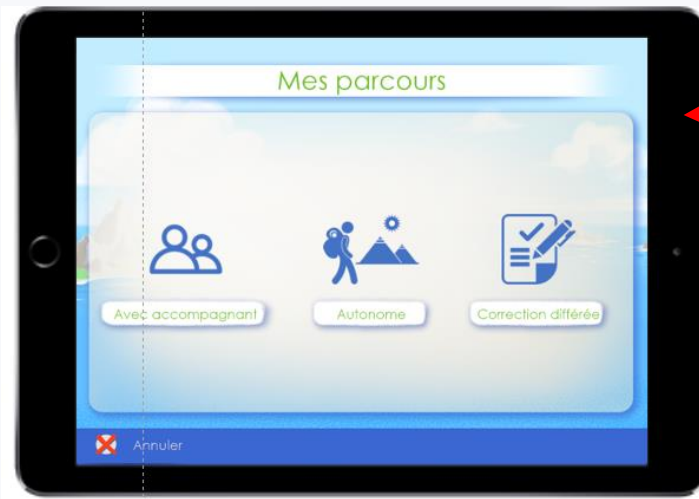 Mes parcours
Avec accompagnant
Autonome
Correction différée
Annuler